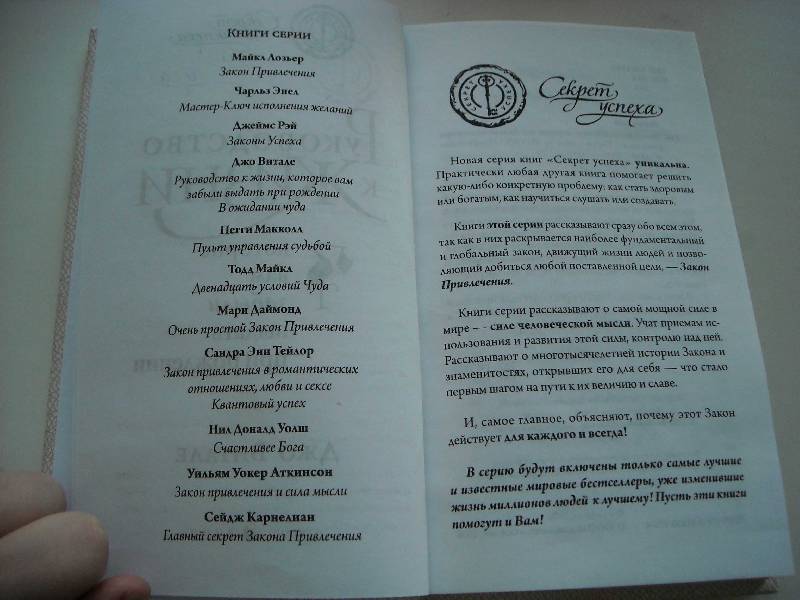 Книги серии
Майкл Лозьер
Закон Привлечения
Чарльз Энел
Мастер-Ключ исполнения желаний
Джеймс Рэй
Законы Успеха
Джо Витале
Руководство к жизни, которое вам
забыли выдать при рождении
В ожидании чуда
Пегги Макколл
Пульт управления судьбой
Тодд Майкл
Двенадцать условий Чуда
Мари Даймонд
Очень простой Закон Привлечения
Сандра Энн Тейлор
Закон привлечения в романтических
отношениях, любви и сексе
Квантовый успех
Нил Доналд Уолш
Счастливее Бога
Уильям Уокер Аткинсон
Закон привлечения и сила мысли
Сейдж Карнелиан
Главный секрет Закона Привлечения
СЕКРЕТ УСПЕХА
Секрет
успеха
Новая серия книг «Секрет успеха» уникальна.
Практически любая другая книга помогает решить
какую-либо конкретную проблему: как стать здоровым
или богатым, как научиться слушать или создавать.
Книги этой серии рассказывают сразу обо всем этом,
так как в них раскрывается наиболее фундаментальный
и глобальный закон, движущий жизни людей и позво-
ляющий добиться любой поставленной цели, — Закон
Привлечения.
Книги серии рассказывают о самой мощной силе в
мире – - силе человеческой мысли. Учат приемам ис-
пользования и развития этой силы, контролю над ней.
Рассказывают о многотысячелетней истории Закона и
знаменитостях, открывших его для себя — что стало
первым шагом на пути к их величию и славе.
И, самое главное, объясняют, почему этот Закон
действует для каждого и всегда!
В серию будут включены только самые лучшие
и известные мировые бестселлеры, уже изменившие
жизнь миллионов людей к лучшему! Пусть эти книги
помогут и Вам!